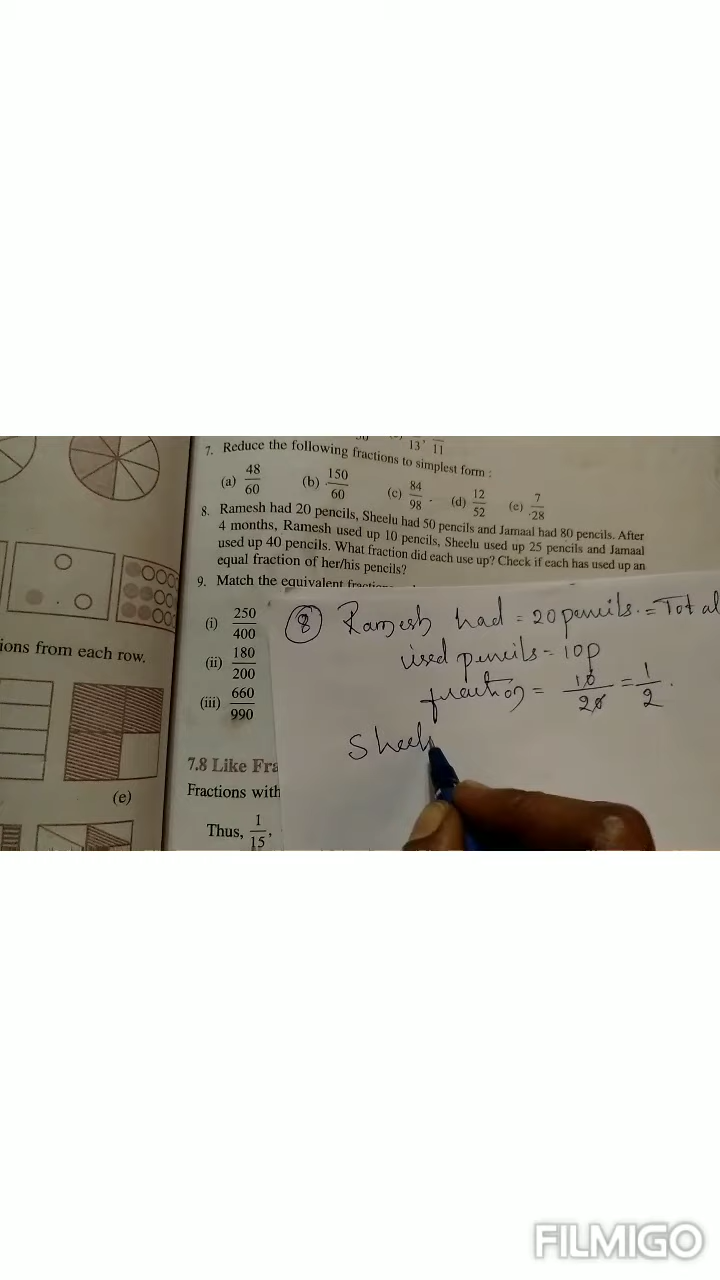 13, 11
7. Reduce the following fractions to simplest form :
(a) 48/60 (b) 150/60 (c) 84/98 (d) 12/52 (e) 7/28
8. Ramesh had 20 pencils, Sheelu had 50 pencils and Jamaal had 80 pencils. After
4 months, Ramesh used up 10 pencils, Sheelu used up 25 pencils and Jamaal
used up 40 pencils. What fraction did each use up? Check if each has used up an
equal fraction of her/his pencils?
9. Match the equivalent
(i) 250/400
(ii) 180/200
(iii) 660/990
7.8 Like Fra
Fractions with
Thus, 1/15,
ions from each row.
(e)
8 Ramesh had = 20 pencils. = Total
used pencils = 10p
fraction = 10/20 = 1/2.
Sheel
FILMIGO